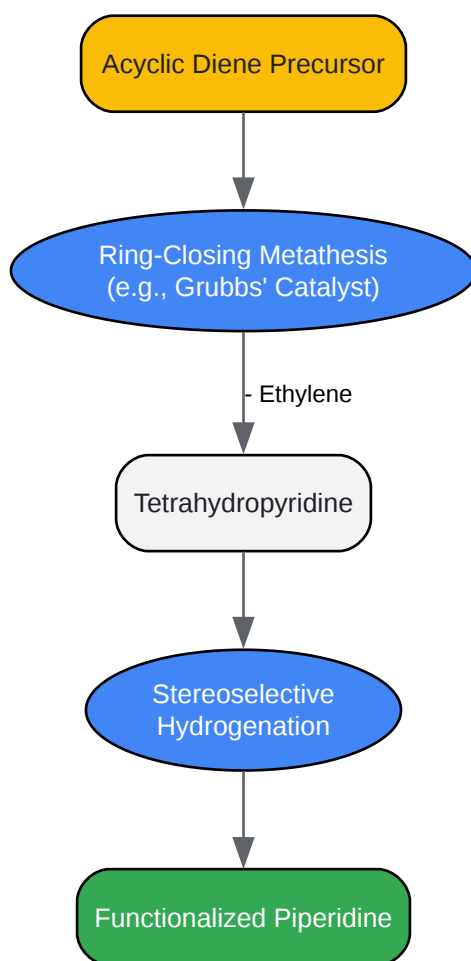 Acyclic Diene Precursor
Ring-Closing Metathesis
(e.g., Grubbs' Catalyst)
- Ethylene
Tetrahydropyridine
Stereoselective
Hydrogenation
Functionalized Piperidine